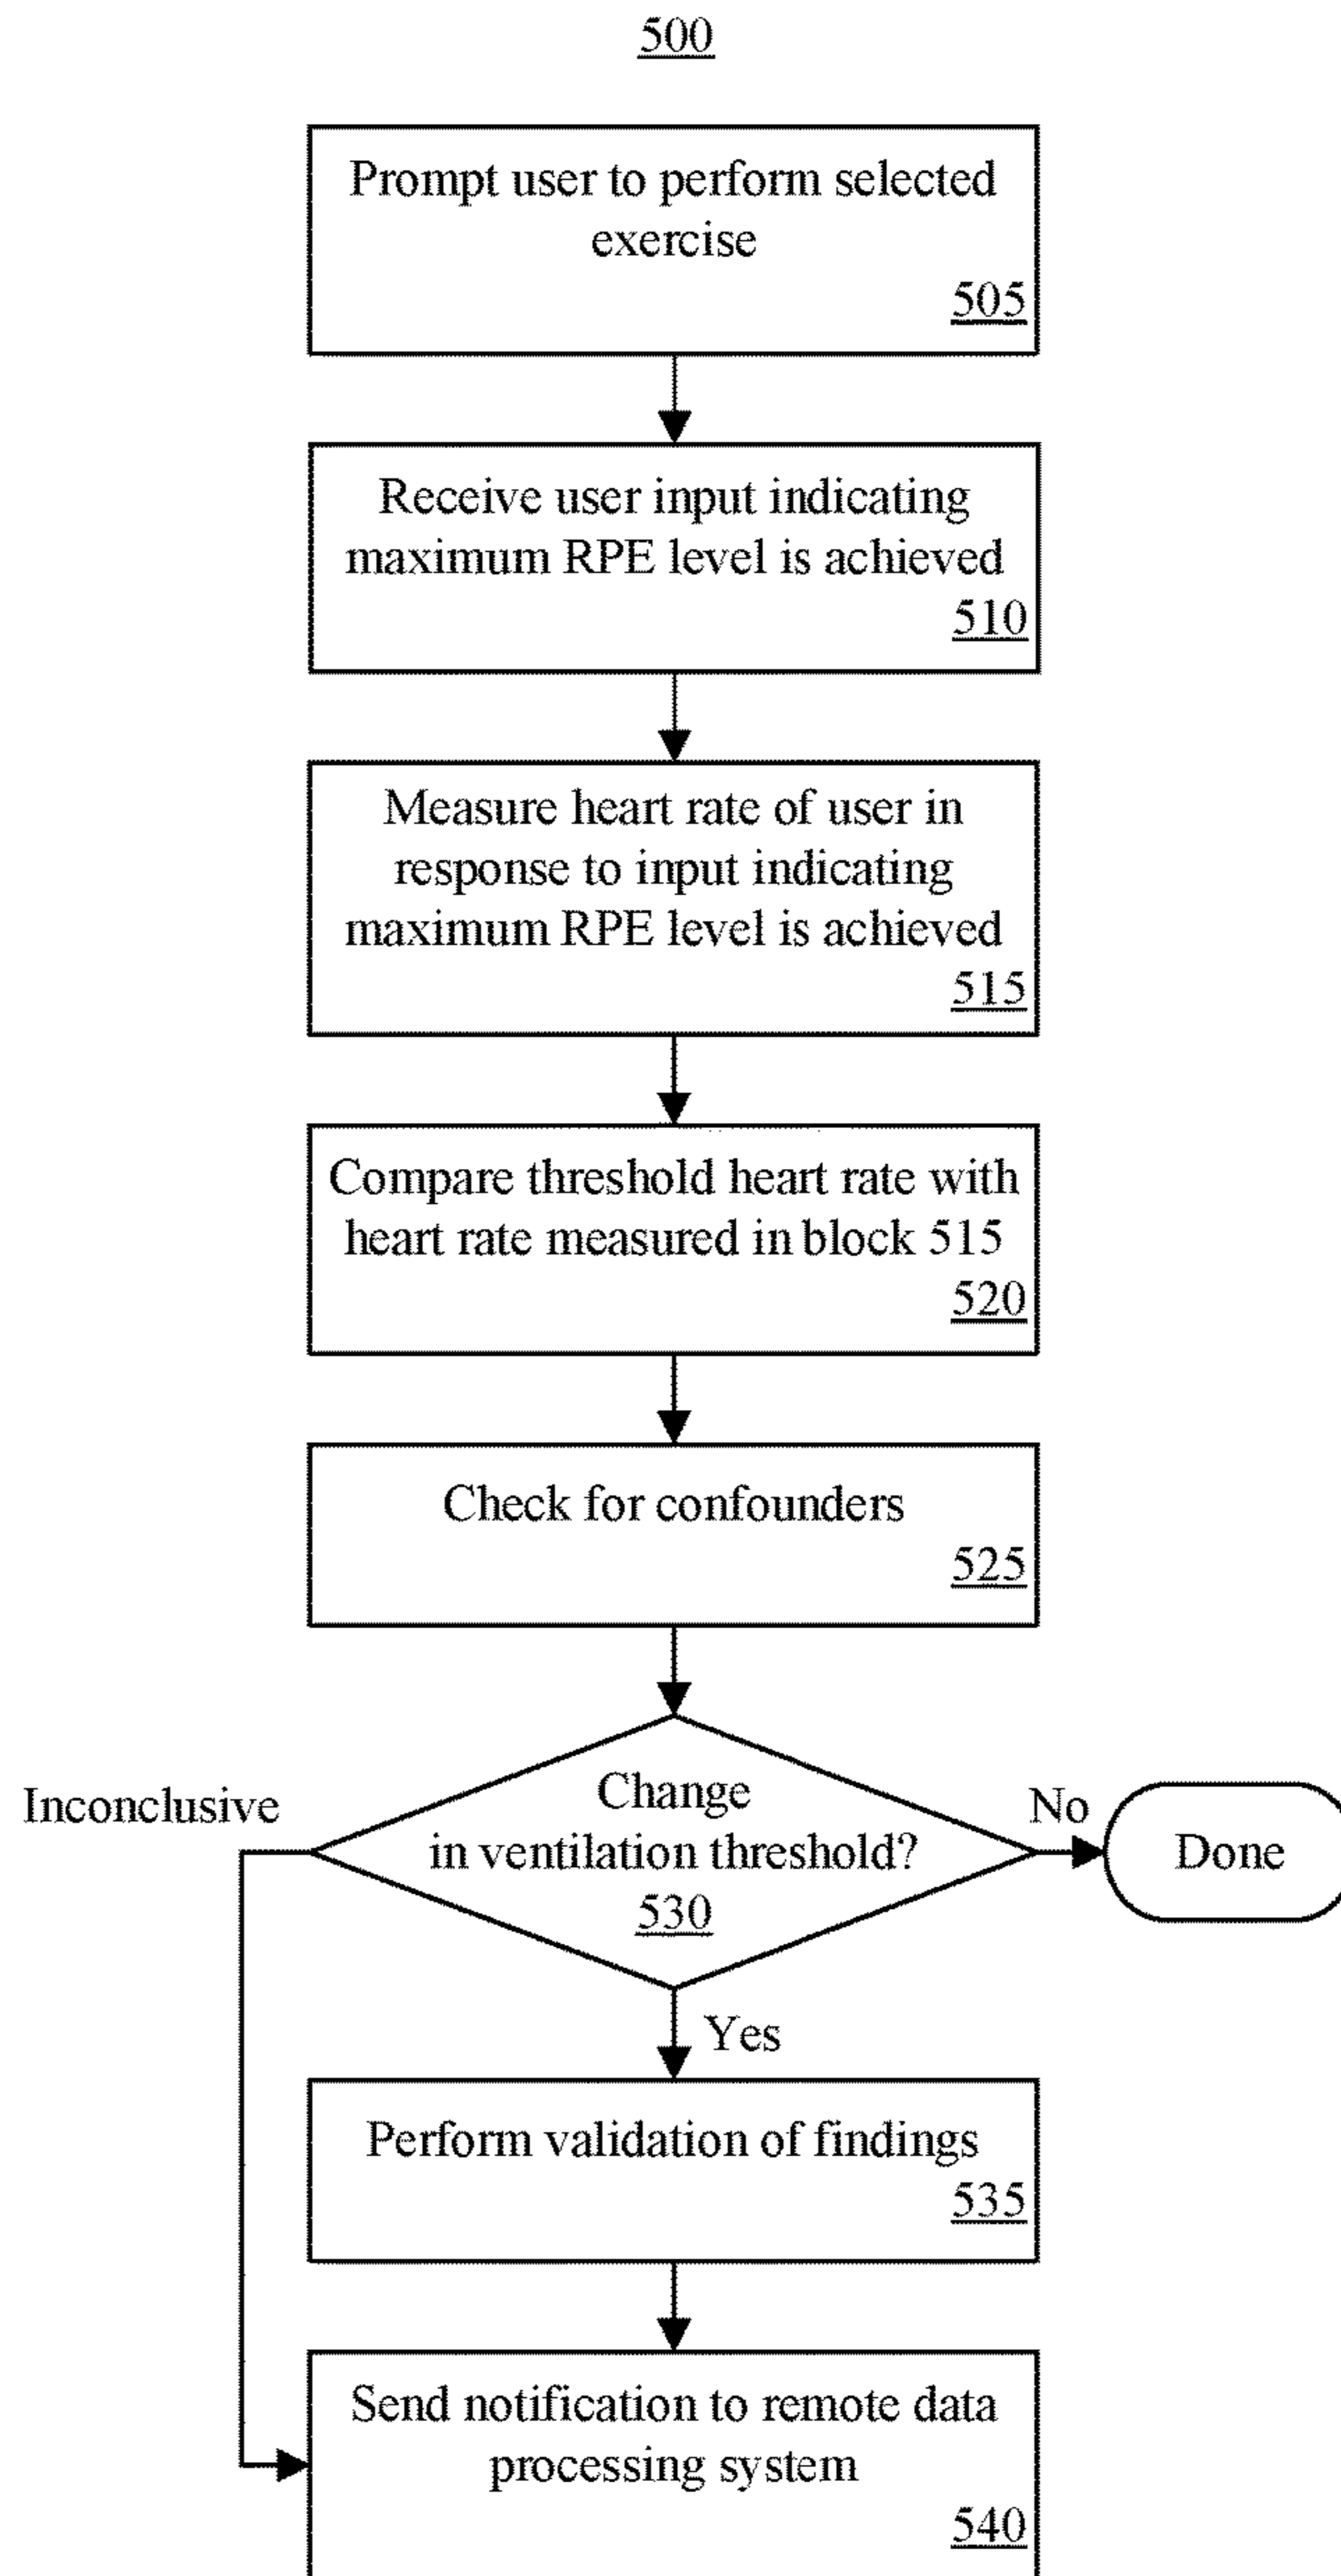 500
Prompt user to perform selected
exercise
505
Receive user input indicating
maximum RPE level is achieved
510
Measure heart rate of user in
response to input indicating
maximum RPE level is achieved
515
Compare threshold heart rate with
heart rate measured in block 515
520
Check for confounders
525
Inconclusive
Change
in ventilation threshold?
530
No
Done
Yes
Perform validation of findings
535
Send notification to remote data
processing system
540